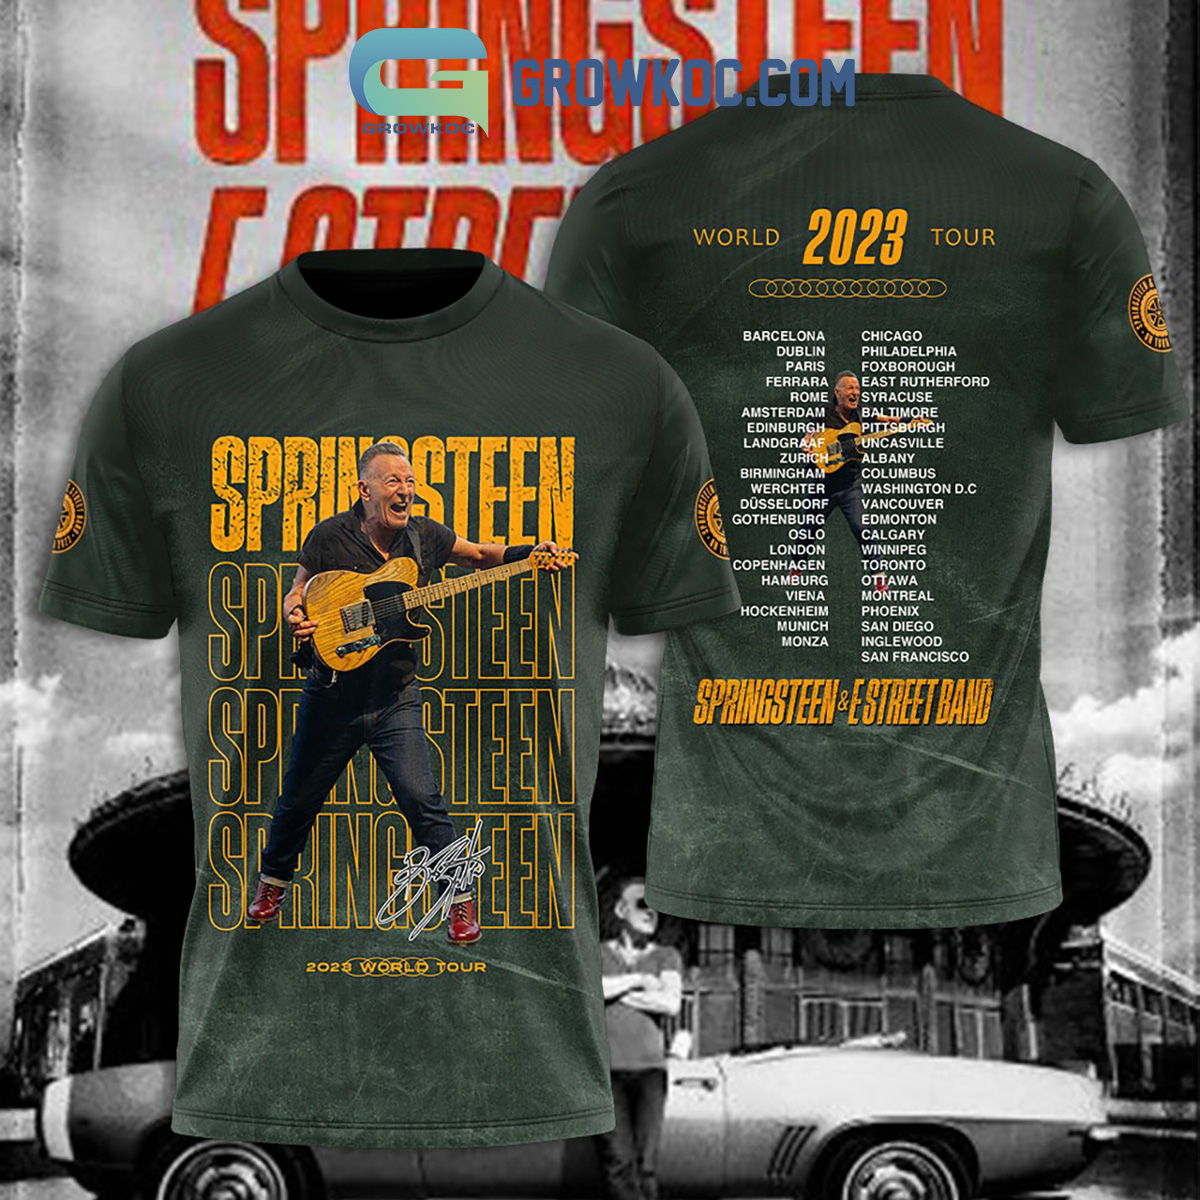 SPRINGSTEEN
E STREE
GROWKOC
GROWKOC.COM
SPRINGSTEEN
SPRINGSTEEN
SPRINGSTEEN
SPRINGSTEEN
2023 WORLD TOUR
WORLD 2023 TOUR
BARCELONA CHICAGO
DUBLIN PHILADELPHIA
PARIS FOXBOROUGH
FERRARA EAST RUTHERFORD
ROME SYRACUSE
AMSTERDAM BALTIMORE
EDINBURGH PITTSBURGH
LANDGRAAF UNCASVILLE
ZURICH ALBANY
BIRMINGHAM COLUMBUS
WERCHTER WASHINGTON D.C
DÜSSELDORF VANCOUVER
GOTHENBURG EDMONTON
OSLO CALGARY
LONDON WINNIPEG
COPENHAGEN TORONTO
HAMBURG OTTAWA
VIENA MONTREAL
HOCKENHEIM PHOENIX
MUNICH SAN DIEGO
MONZA INGLEWOOD
SAN FRANCISCO
SPRINGSTEEN & E STREET BAND